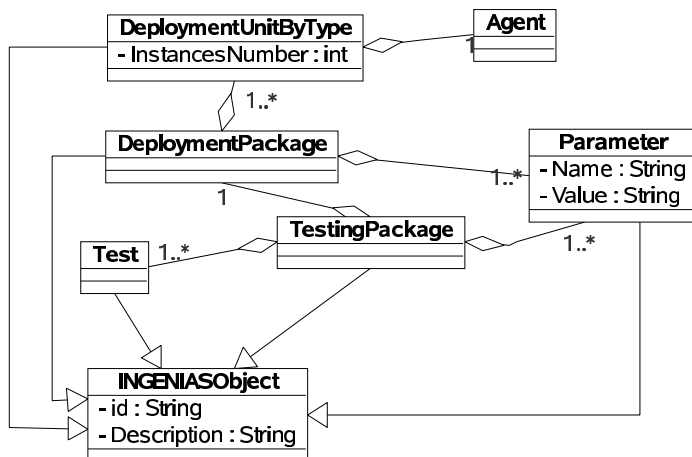 DeploymentUnitByType
- InstancesNumber : int
Agent
1
1..*
DeploymentPackage
Parameter
- Name : String
- Value : String
1..*
1
TestingPackage
1..*
Test
1..*
INGENIASObject
- id : String
- Description : String